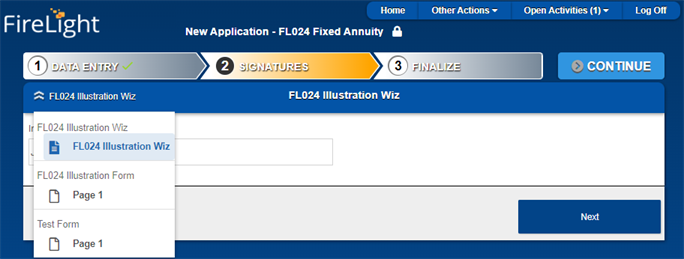 FireLight
Home
Other Actions
Open Activities (1)
Log Off
New Application - FL024 Fixed Annuity
1 DATA ENTRY
2 SIGNATURES
3 FINALIZE
CONTINUE
FL024 Illustration Wiz
FL024 Illustration Wiz
FL024 Illustration Wiz
FL024 Illustration Wiz
FL024 Illustration Form
Page 1
Test Form
Page 1
Next